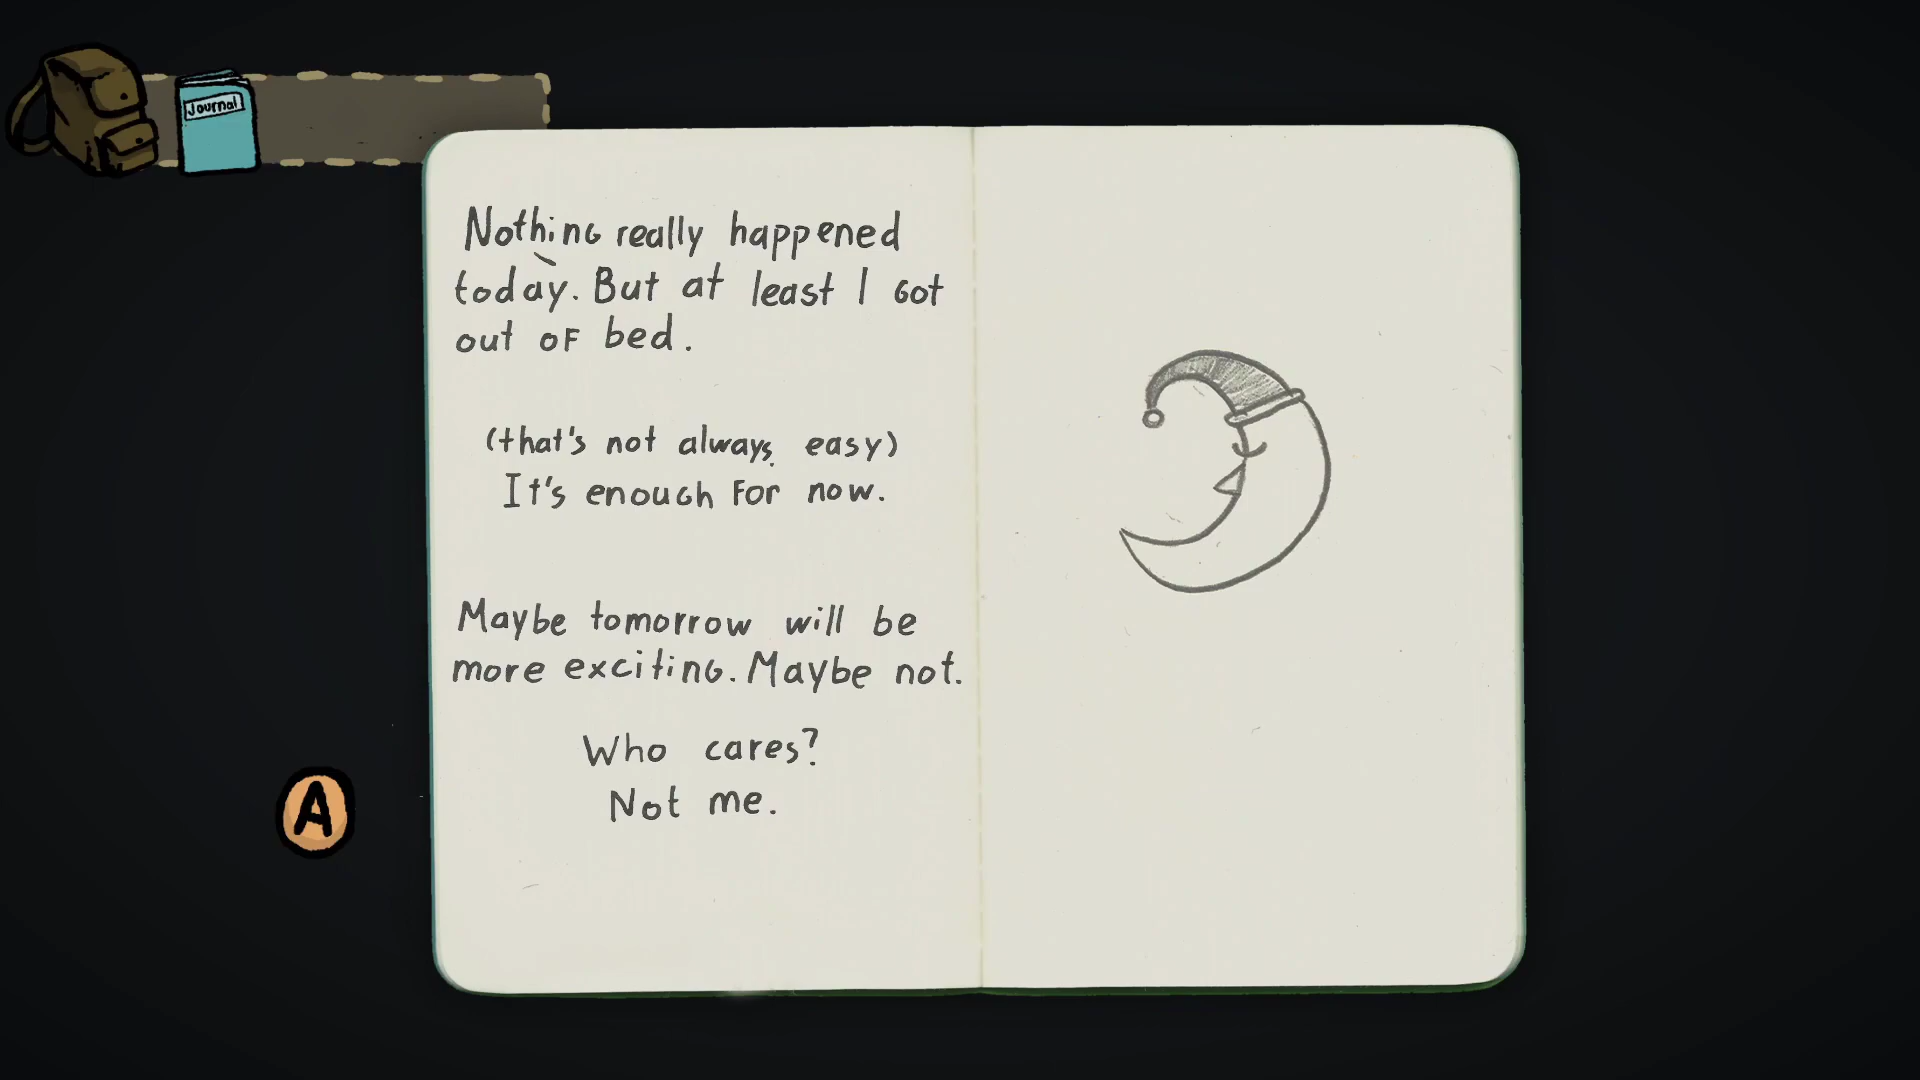 Journal
Nothing really happened
today. But at least I got
out of bed.
(that's not always easy)
It's enough for now.
Maybe tomorrow will be
more exciting. Maybe not.
Who cares?
Not me.
A